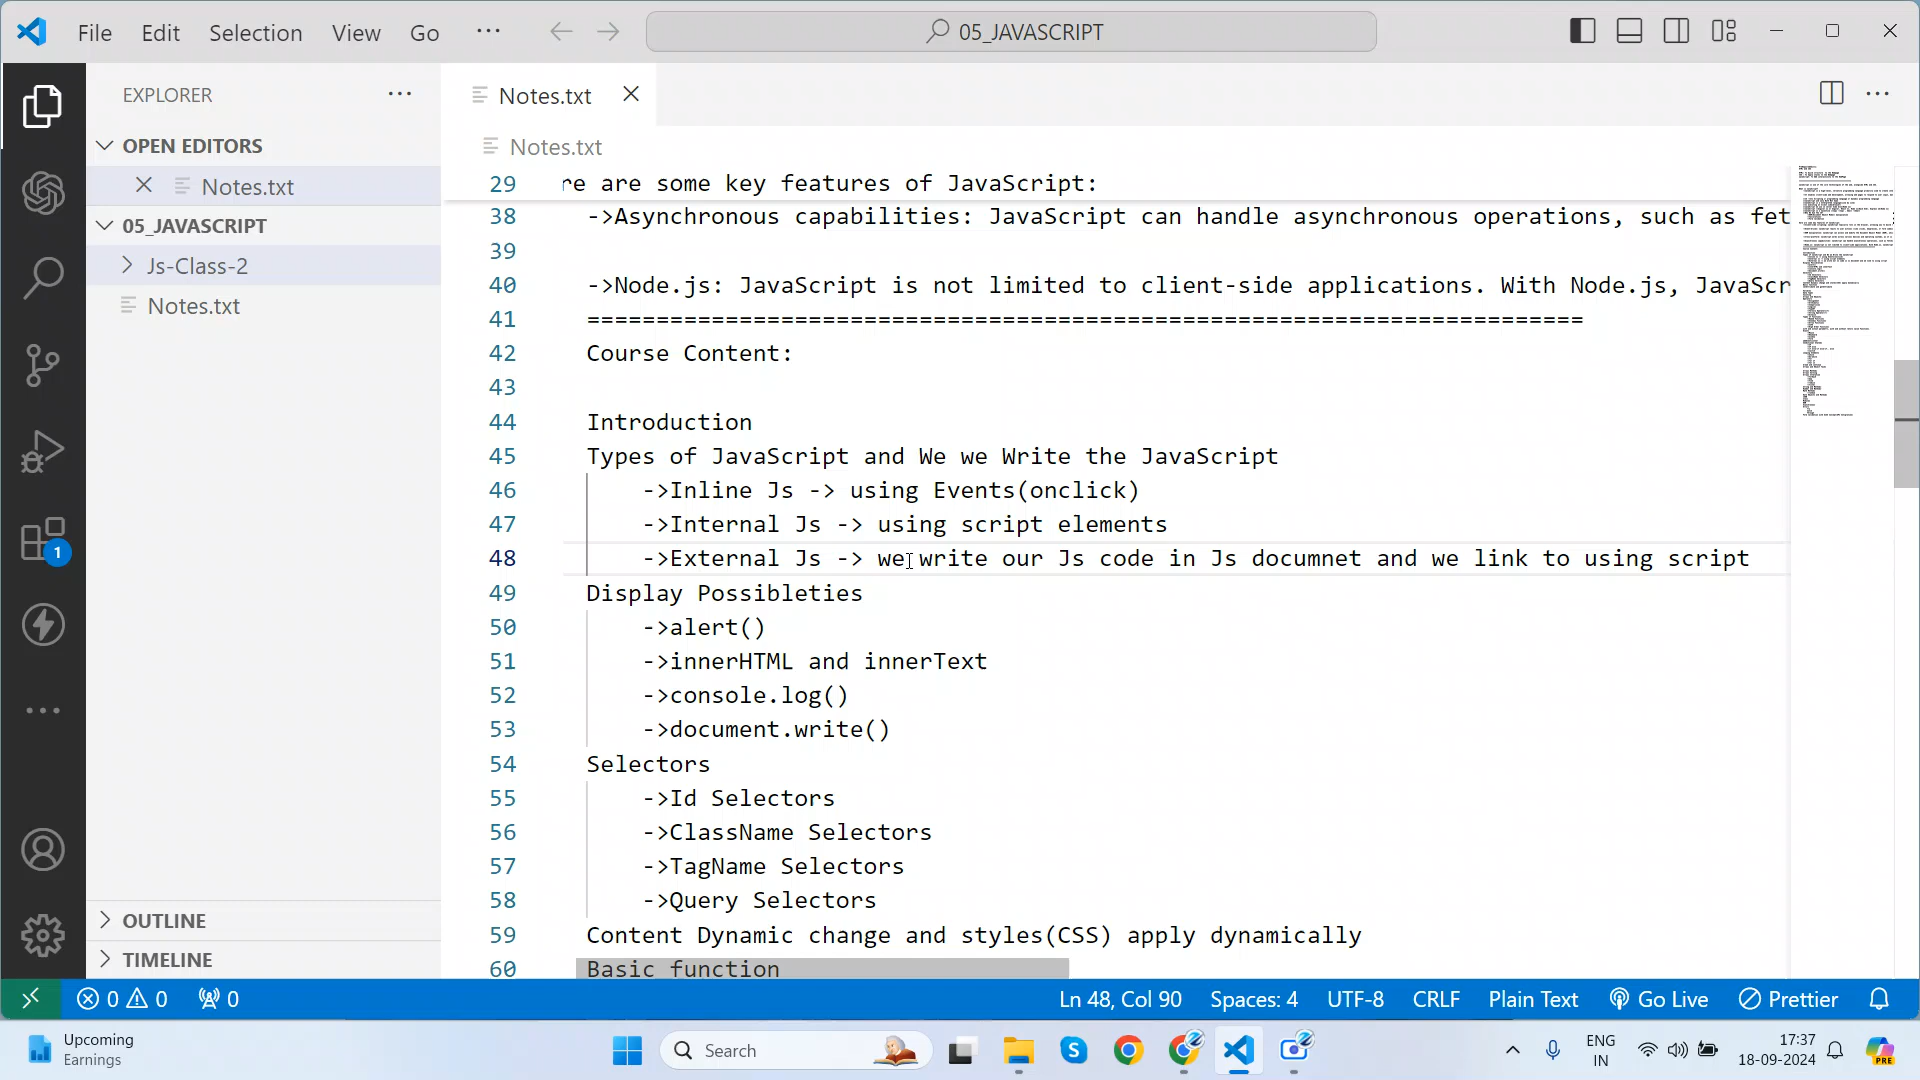 File Edit Selection View Go ··· 05_JAVASCRIPT
EXPLORER ···
OPEN EDITORS
Notes.txt
05_JAVASCRIPT
Js-Class-2
Notes.txt
OUTLINE
TIMELINE
1
Notes.txt
Notes.txt
29 re are some key features of JavaScript:
38 ->Asynchronous capabilities: JavaScript can handle asynchronous operations, such as fet
39
40 ->Node.js: JavaScript is not limited to client-side applications. With Node.js, JavaScr
41 ========================================================================
42 Course Content:
43
44 Introduction
45 Types of JavaScript and We we Write the JavaScript
46 ->Inline Js -> using Events(onclick)
47 ->Internal Js -> using script elements
48 ->External Js -> we write our Js code in Js documnet and we link to using script
49 Display Possibleties
50 ->alert()
51 ->innerHTML and innerText
52 ->console.log()
53 ->document.write()
54 Selectors
55 ->Id Selectors
56 ->ClassName Selectors
57 ->TagName Selectors
58 ->Query Selectors
59 Content Dynamic change and styles(CSS) apply dynamically
60 Basic function
0 0 0 Ln 48, Col 90 Spaces: 4 UTF-8 CRLF Plain Text Go Live Prettier
Upcoming
Earnings
Search
ENG
IN
17:37
18-09-2024
PRE